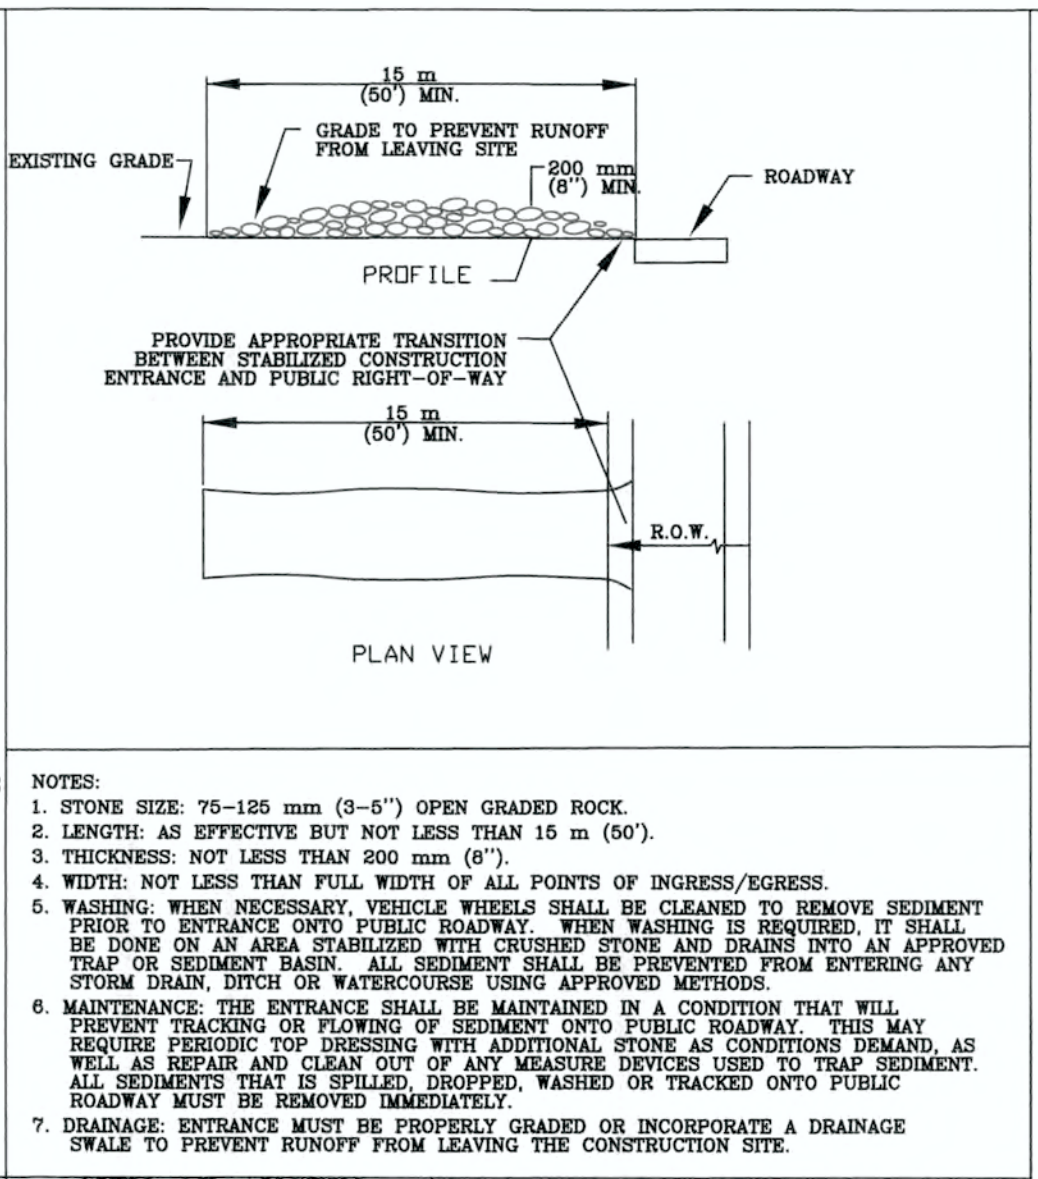 15 m
(50') MIN.
GRADE TO PREVENT RUNOFF
FROM LEAVING SITE
EXISTING GRADE
200 mm
(8") MIN.
ROADWAY
PROFILE
PROVIDE APPROPRIATE TRANSITION
BETWEEN STABILIZED CONSTRUCTION
ENTRANCE AND PUBLIC RIGHT-OF-WAY
15 m
(50') MIN.
R.O.W.
PLAN VIEW
NOTES:
1. STONE SIZE: 75-125 mm (3-5") OPEN GRADED ROCK.
2. LENGTH: AS EFFECTIVE BUT NOT LESS THAN 15 m (50').
3. THICKNESS: NOT LESS THAN 200 mm (8").
4. WIDTH: NOT LESS THAN FULL WIDTH OF ALL POINTS OF INGRESS/EGRESS.
5. WASHING: WHEN NECESSARY, VEHICLE WHEELS SHALL BE CLEANED TO REMOVE SEDIMENT
PRIOR TO ENTRANCE ONTO PUBLIC ROADWAY. WHEN WASHING IS REQUIRED, IT SHALL
BE DONE ON AN AREA STABILIZED WITH CRUSHED STONE AND DRAINS INTO AN APPROVED
TRAP OR SEDIMENT BASIN. ALL SEDIMENT SHALL BE PREVENTED FROM ENTERING ANY
STORM DRAIN, DITCH OR WATERCOURSE USING APPROVED METHODS.
6. MAINTENANCE: THE ENTRANCE SHALL BE MAINTAINED IN A CONDITION THAT WILL
PREVENT TRACKING OR FLOWING OF SEDIMENT ONTO PUBLIC ROADWAY. THIS MAY
REQUIRE PERIODIC TOP DRESSING WITH ADDITIONAL STONE AS CONDITIONS DEMAND, AS
WELL AS REPAIR AND CLEAN OUT OF ANY MEASURE DEVICES USED TO TRAP SEDIMENT.
ALL SEDIMENTS THAT IS SPILLED, DROPPED, WASHED OR TRACKED ONTO PUBLIC
ROADWAY MUST BE REMOVED IMMEDIATELY.
7. DRAINAGE: ENTRANCE MUST BE PROPERLY GRADED OR INCORPORATE A DRAINAGE
SWALE TO PREVENT RUNOFF FROM LEAVING THE CONSTRUCTION SITE.